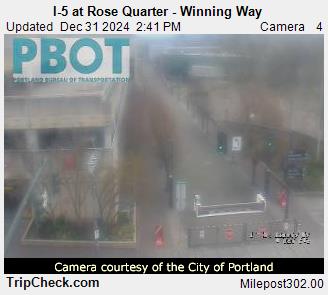 I-5 at Rose Quarter - Winning Way
Updated Dec 31 2024 2:41 PM Camera 4
PBOT
PORTLAND BUREAU OF TRANSPORTATION
Camera courtesy of the City of Portland
TripCheck.com Milepost302.00